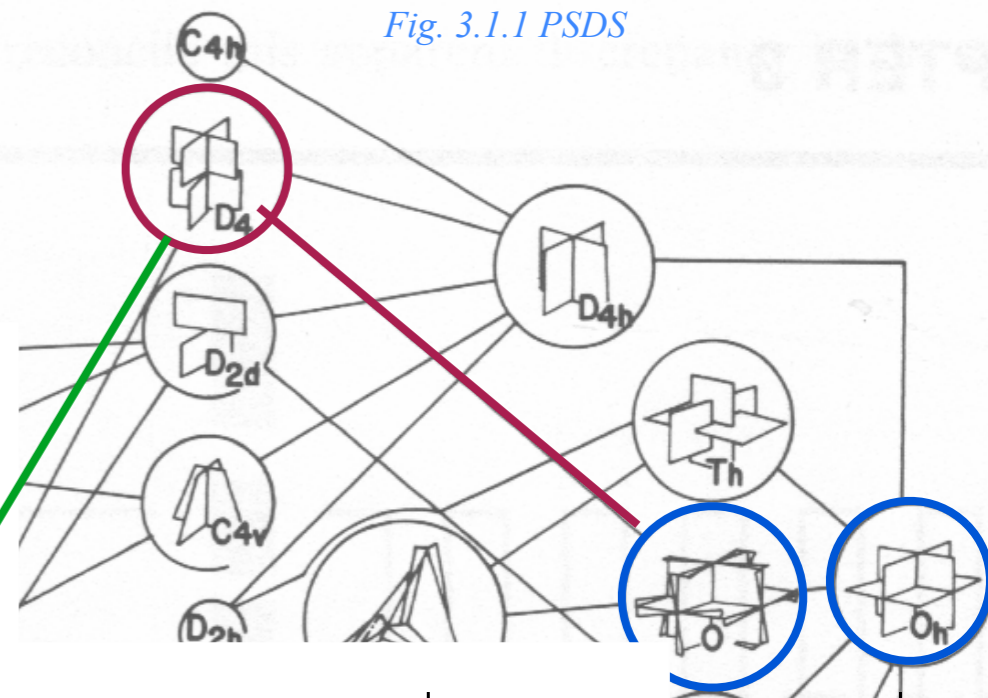 Fig. 3.1.1 PSDS
C4h
D4
D4h
D2d
Th
C4v
D2h
O
Oh